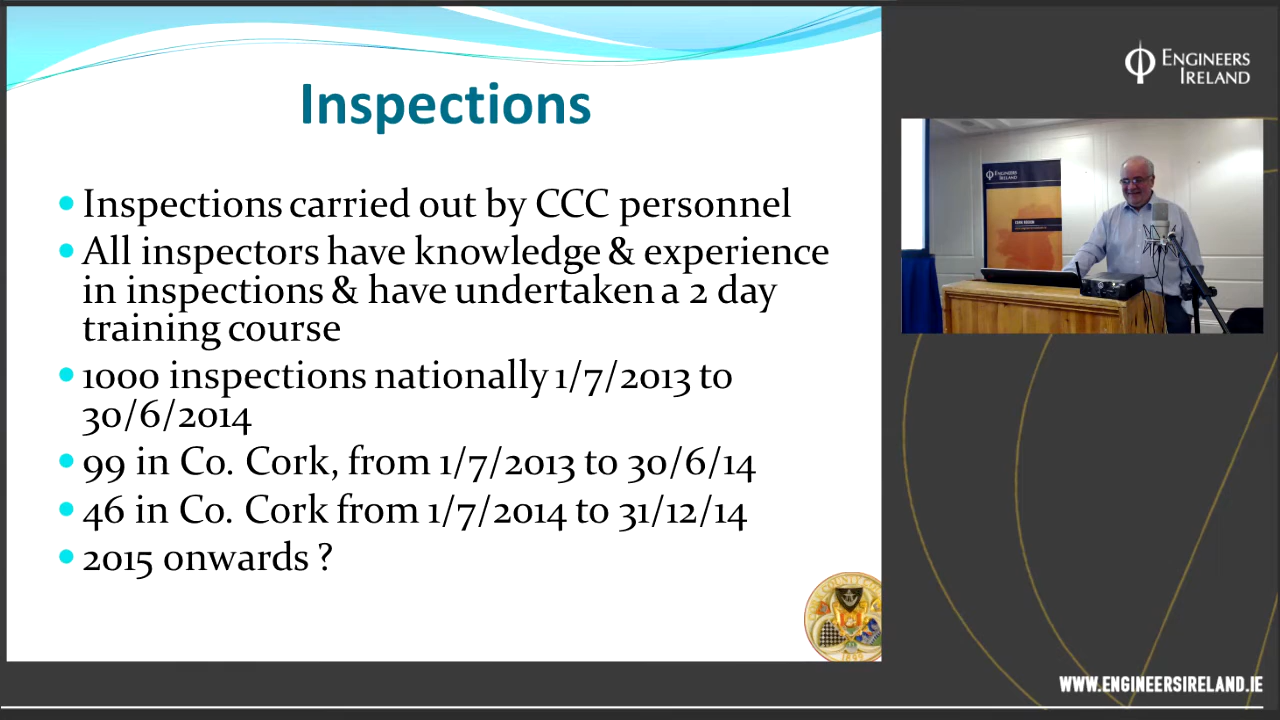 Inspections
Inspections carried out by CCC personnel
All inspectors have knowledge & experience
in inspections & have undertaken a 2 day
training course
1000 inspections nationally 1/7/2013 to
30/6/2014
99 in Co. Cork, from 1/7/2013 to 30/6/14
46 in Co. Cork from 1/7/2014 to 31/12/14
2015 onwards ?
ENGINEERS
IRELAND
ENGINEERS
IRELAND
WWW.ENGINEERSIRELAND.IE